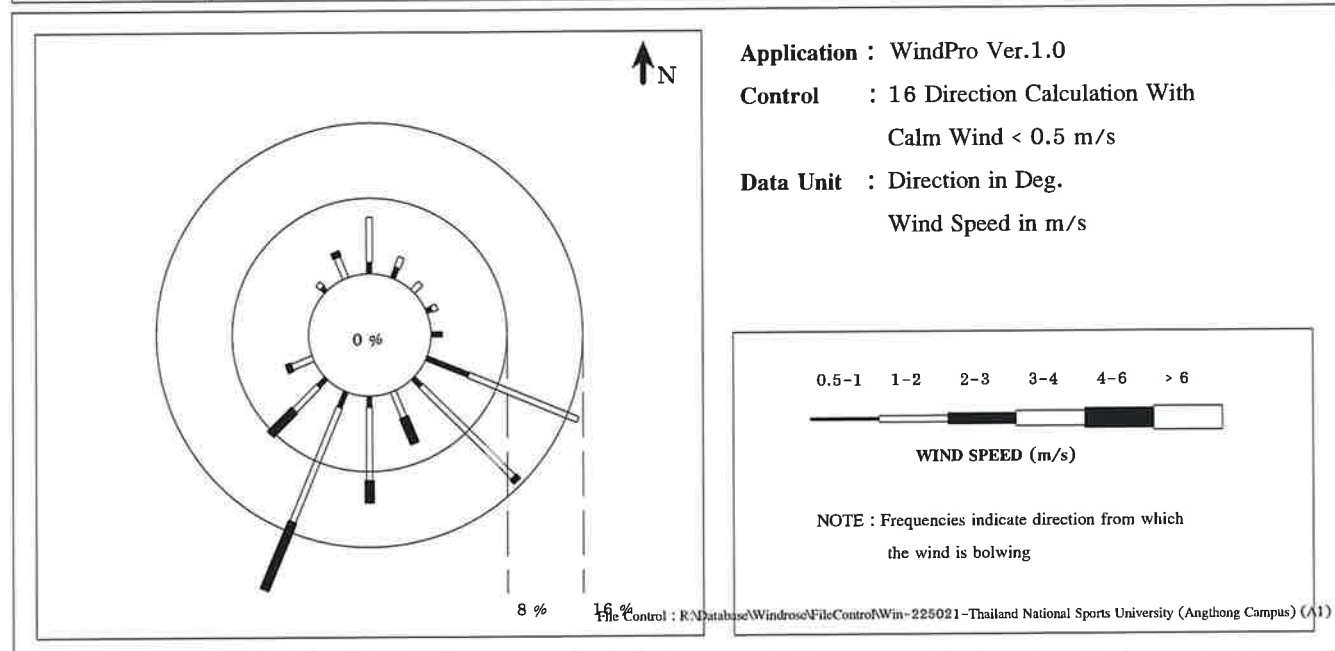 N
0 %
8 %
16 %
Application : WindPro Ver.1.0
Control : 16 Direction Calculation With
Calm Wind < 0.5 m/s
Data Unit : Direction in Deg.
Wind Speed in m/s
0.5-1 1-2 2-3 3-4 4-6 > 6
WIND SPEED (m/s)
NOTE : Frequencies indicate direction from which
the wind is bolwing
File Control : R:\Database\Windrose\FileControl\Win-225021-Thailand National Sports University (Angthong Campus) (A1)